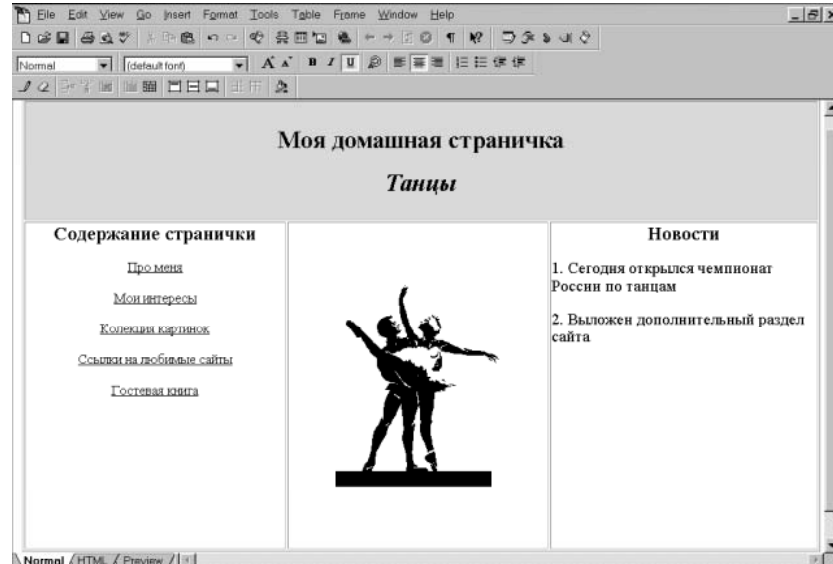 File Edit View Go Insert Format Tools Table Frame Window Help
Normal (default font)
Моя домашная страничка
Танцы
Содержание странички
Про меня
Мои интересы
Колекция картинок
Ссылки на любимые сайты
Гостевая книга
Новости
1. Сегодня открылся чемпионат
России по танцам
2. Выложен дополнительный раздел
сайта
Normal HTML Preview